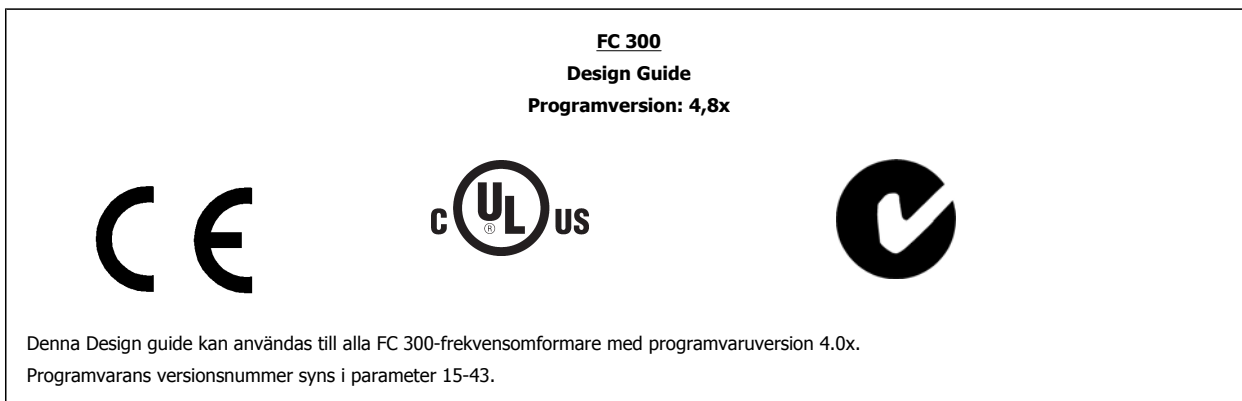 FC 300
Design Guide
Programversion: 4,8x
CE
C UL US
®
Denna Design guide kan användas till alla FC 300-frekvensomformare med programvaruversion 4.0x.
Programvarans versionsnummer syns i parameter 15-43.